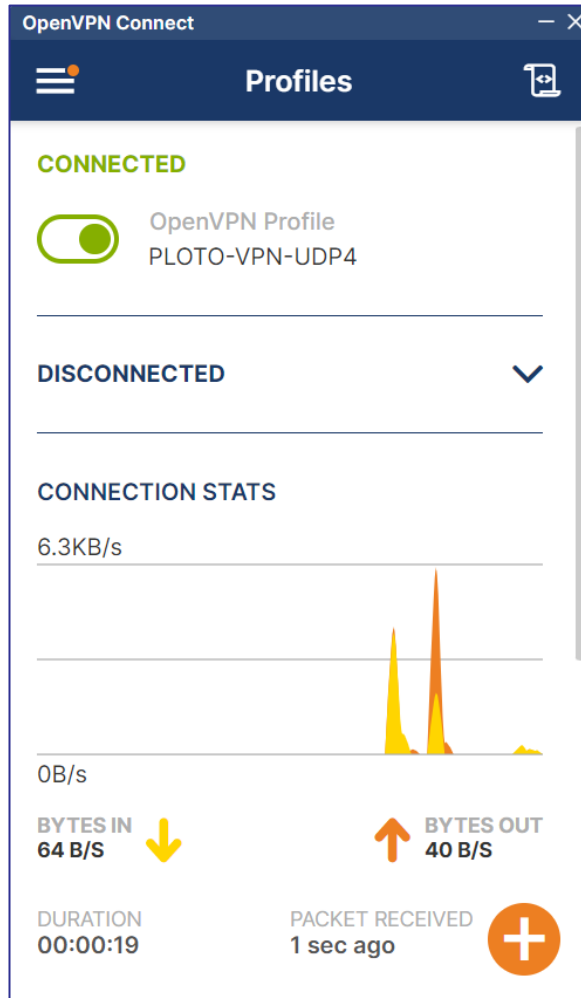 OpenVPN Connect
Profiles
CONNECTED
OpenVPN Profile
PLOTO-VPN-UDP4
DISCONNECTED
CONNECTION STATS
6.3KB/s
0B/s
BYTES IN
64 B/S
BYTES OUT
40 B/S
DURATION
00:00:19
PACKET RECEIVED
1 sec ago